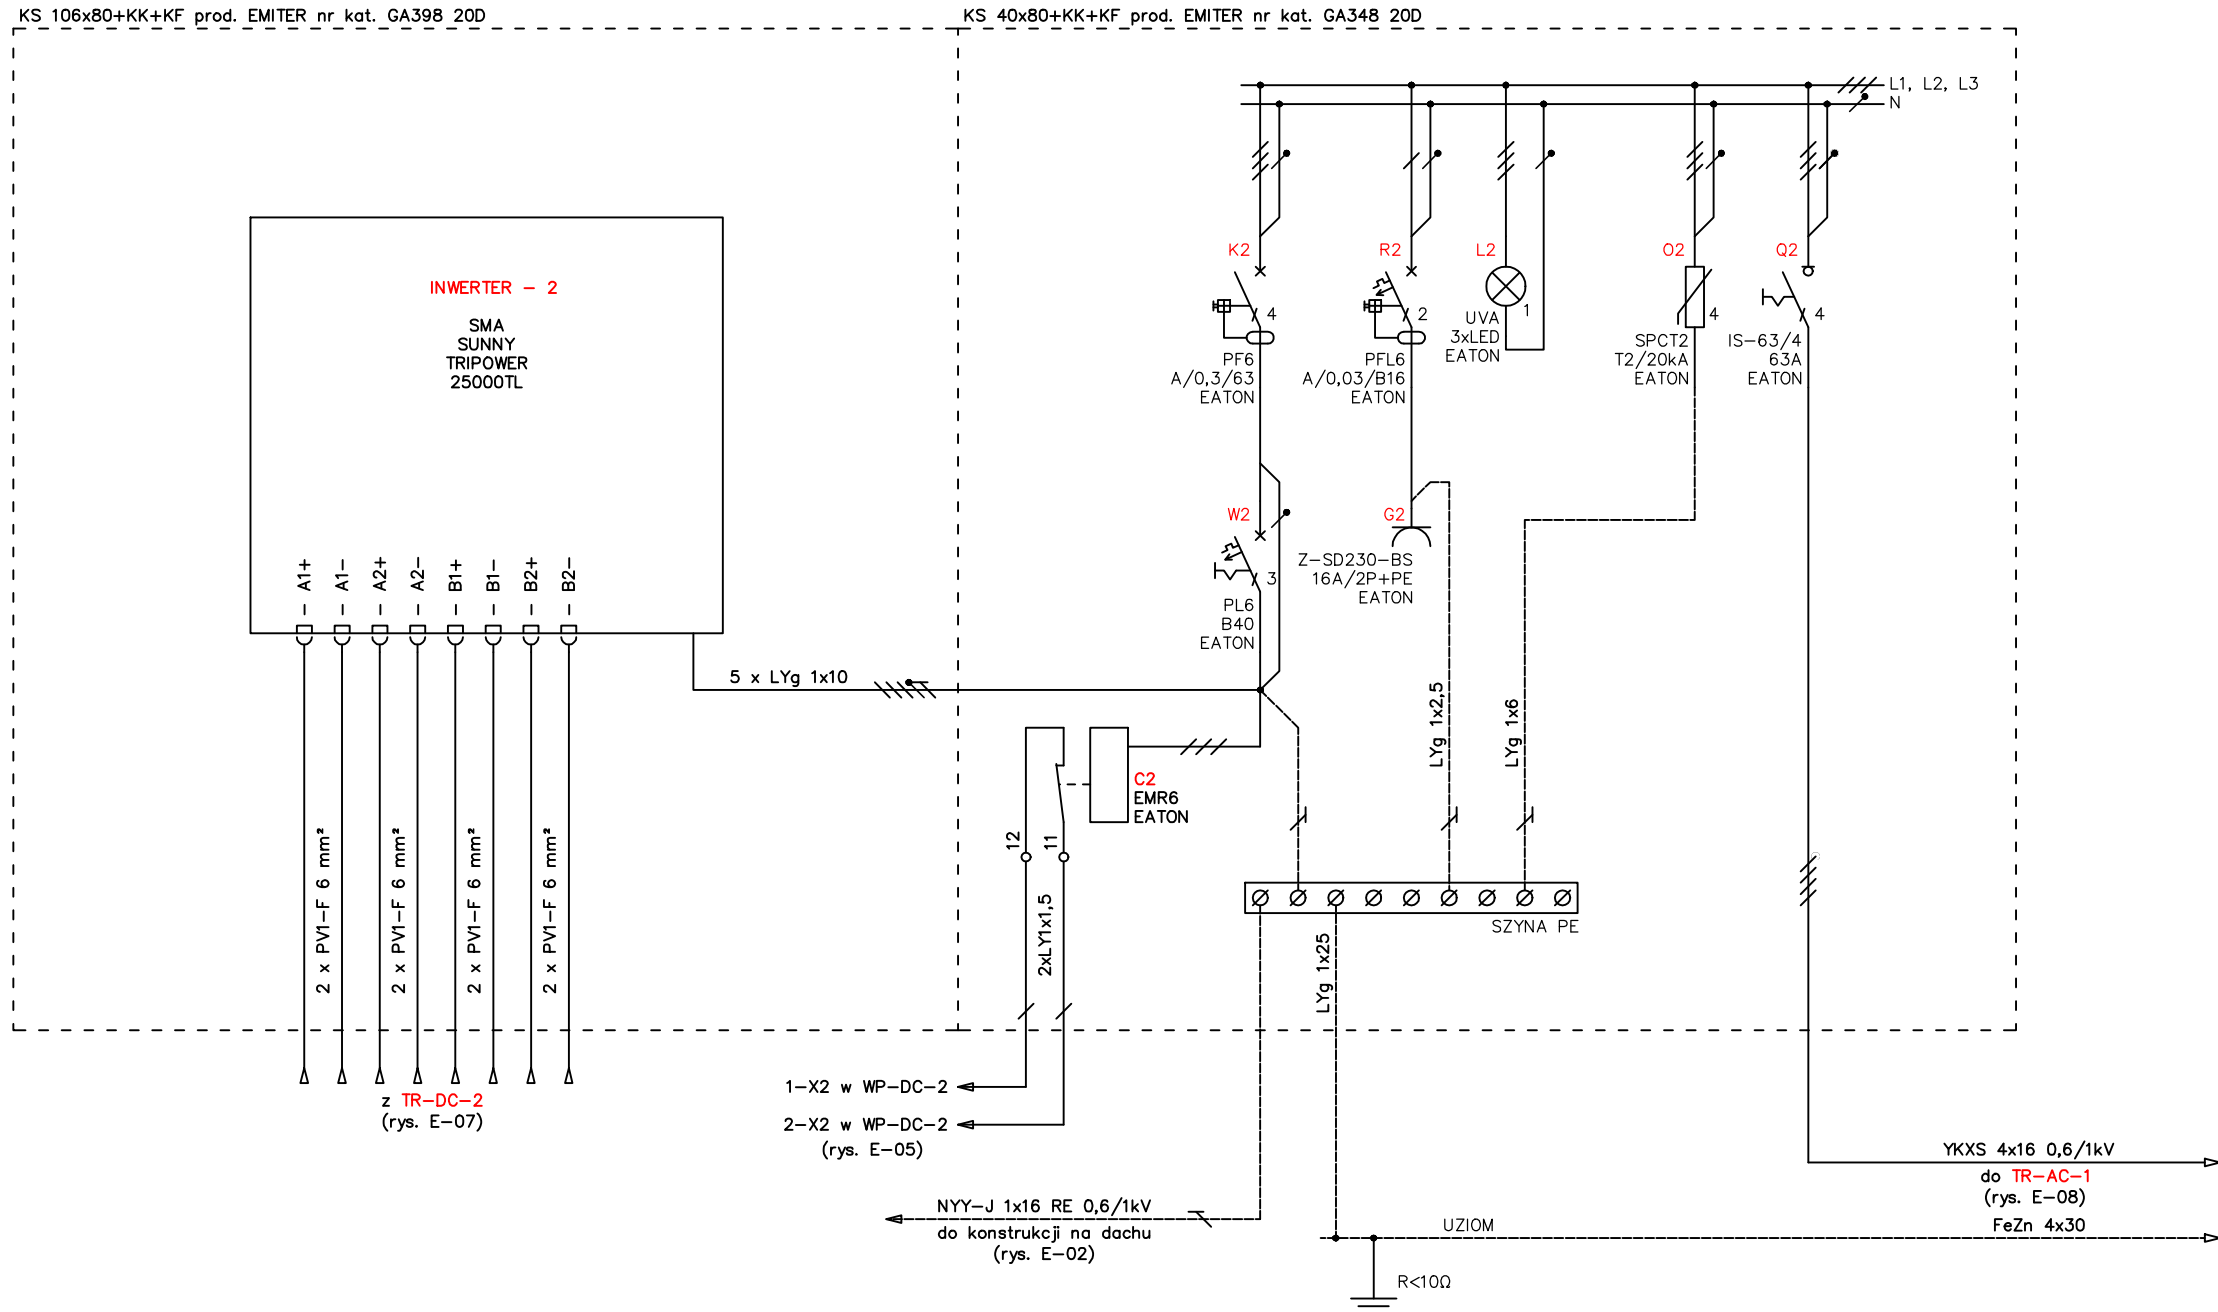 KS 106x80+KK+KF prod. EMITER nr kat. GA398 20D
KS 40x80+KK+KF prod. EMITER nr kat. GA348 20D
L1, L2, L3
N
INWERTER - 2
SMA
SUNNY
TRIPOWER
25000TL
A1+
A1-
A2+
A2-
B1+
B1-
B2+
B2-
2 x PV1-F 6 mm²
2 x PV1-F 6 mm²
2 x PV1-F 6 mm²
2 x PV1-F 6 mm²
z TR-DC-2
(rys. E-07)
5 x LYg 1x10
K2
4
PF6
A/0,3/63
EATON
R2
2
PFL6
A/0,03/B16
EATON
L2
1
UVA
3xLED
EATON
O2
4
SPCT2
T2/20kA
EATON
Q2
4
IS-63/4
63A
EATON
W2
3
PL6
B40
EATON
G2
Z-SD230-BS
16A/2P+PE
EATON
C2
EMR6
EATON
12
11
2xLY1x1,5
LYg 1x2,5
LYg 1x6
SZYNA PE
LYg 1x25
1-X2 w WP-DC-2
2-X2 w WP-DC-2
(rys. E-05)
NYY-J 1x16 RE 0,6/1kV
do konstrukcji na dachu
(rys. E-02)
YKXS 4x16 0,6/1kV
do TR-AC-1
(rys. E-08)
UZIOM
FeZn 4x30
R<10Ω